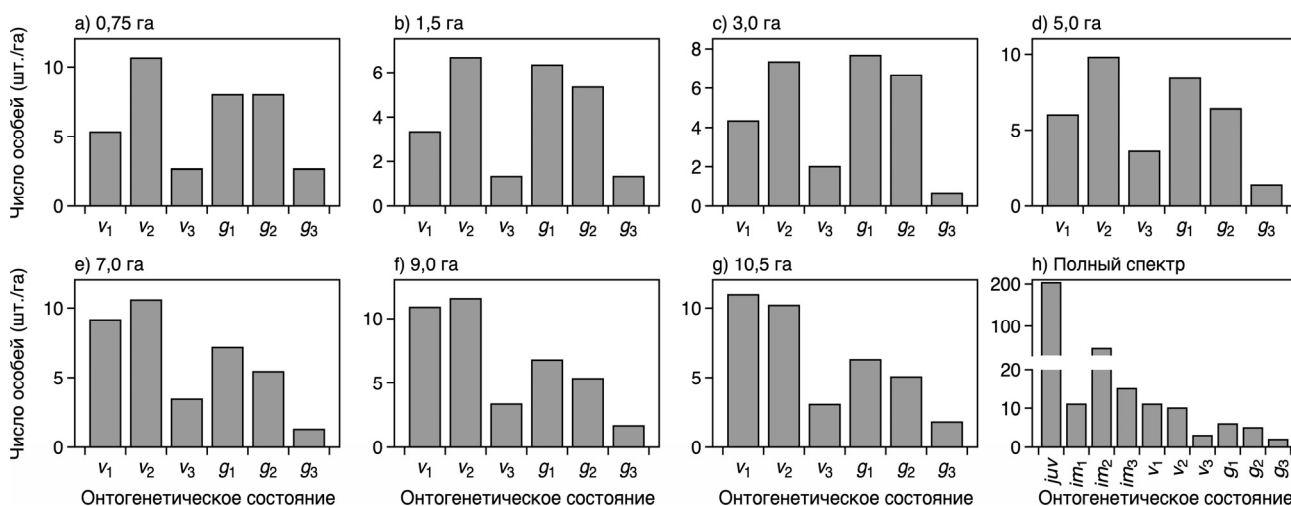 a) 0,75 га
b) 1,5 га
c) 3,0 га
d) 5,0 га
Число особей (шт./га)
10
5
0
6
4
2
0
8
6
4
2
0
10
5
0
v1 v2 v3 g1 g2 g3
v1 v2 v3 g1 g2 g3
v1 v2 v3 g1 g2 g3
v1 v2 v3 g1 g2 g3
e) 7,0 га
f) 9,0 га
g) 10,5 га
h) Полный спектр
Число особей (шт./га)
10
5
0
10
5
0
10
5
0
200
100
20
10
0
v1 v2 v3 g1 g2 g3
v1 v2 v3 g1 g2 g3
v1 v2 v3 g1 g2 g3
juv im1 im2 im3 v1 v2 v3 g1 g2 g3
Онтогенетическое состояние
Онтогенетическое состояние
Онтогенетическое состояние
Онтогенетическое состояние